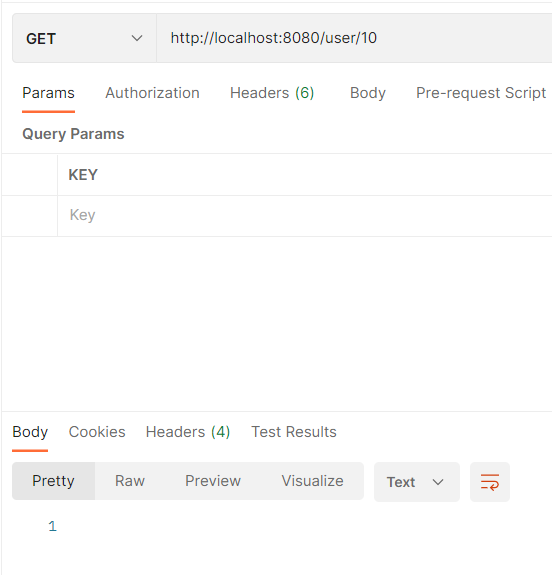 GET http://localhost:8080/user/10
Params Authorization Headers (6) Body Pre-request Script
Query Params
KEY
Key
Body Cookies Headers (4) Test Results
Pretty Raw Preview Visualize Text
1